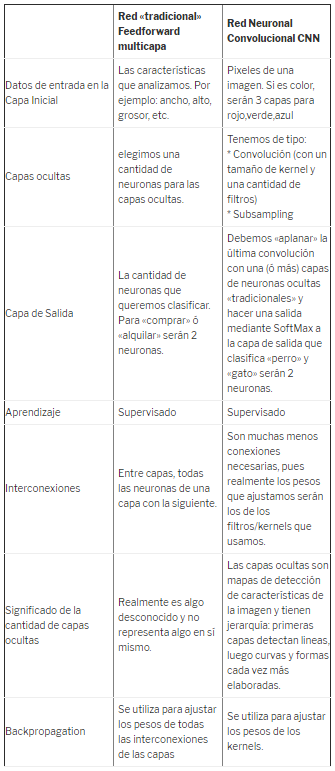 Red «tradicional»
Feedforward
multicapa
Red Neuronal
Convolucional CNN
Datos de entrada en la
Capa Inicial
Las características
que analizamos. Por
ejemplo: ancho, alto,
grosor, etc.
Pixeles de una
imagen. Si es color,
serán 3 capas para
rojo,verde,azul
Capas ocultas
elegimos una
cantidad de
neuronas para las
capas ocultas.
Tenemos de tipo:
* Convolución (con un
tamaño de kernel y
una cantidad de
filtros)
* Subsampling
Capa de Salida
La cantidad de
neuronas que
queremos clasificar.
Para «comprar» ó
«alquilar» serán 2
neuronas.
Debemos «aplanar» la
última convolución
con una (ó más) capas
de neuronas ocultas
«tradicionales» y
hacer una salida
mediante SoftMax a
la capa de salida que
clasifica «perro» y
«gato» serán 2
neuronas.
Aprendizaje
Supervisado
Supervisado
Interconexiones
Entre capas, todas
las neuronas de una
capa con la siguiente.
Son muchas menos
conexiones
necesarias, pues
realmente los pesos
que ajustamos serán
los de los
filtros/kernels que
usamos.
Significado de la
cantidad de capas
ocultas
Realmente es algo
desconocido y no
representa algo en sí
mismo.
Las capas ocultas son
mapas de detección
de características de
la imagen y tienen
jerarquía: primeras
capas detectan lineas,
luego curvas y formas
cada vez más
elaboradas.
Backpropagation
Se utiliza para ajustar
los pesos de todas
las interconexiones
de las capas
Se utiliza para ajustar
los pesos de los
kernels.